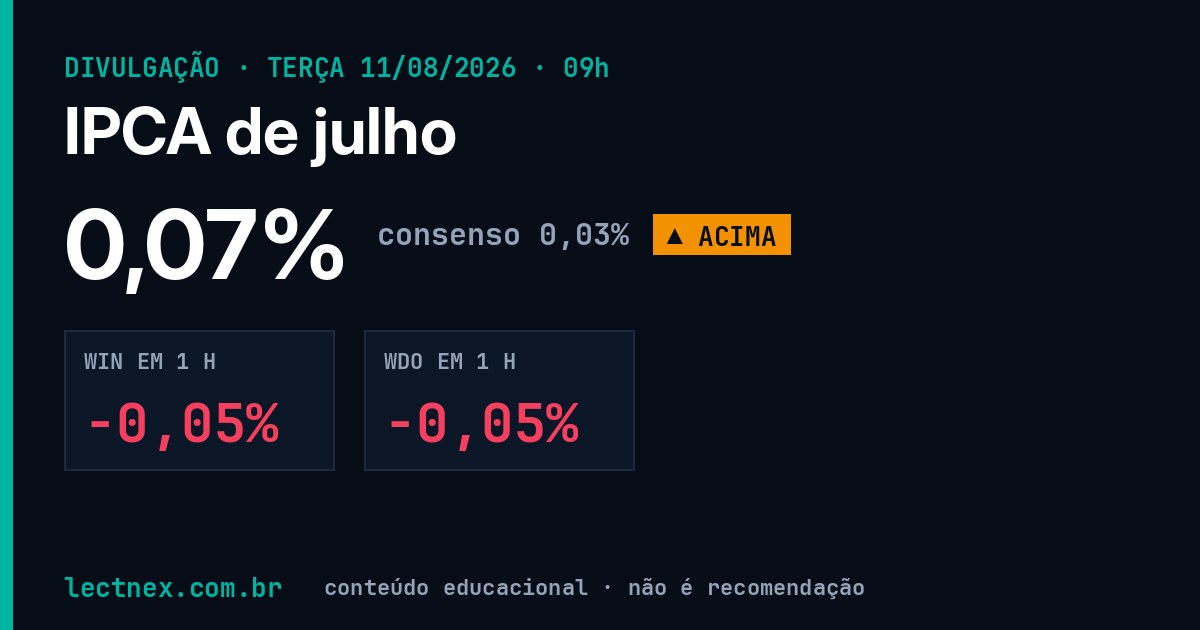 DIVULGAÇÃO · TERÇA 11/08/2026 · 09h
IPCA de julho
0,07% consenso 0,03% ▲ ACIMA
WIN EM 1 H
-0,05%
WDO EM 1 H
-0,05%
lectnex.com.br conteúdo educacional · não é recomendação